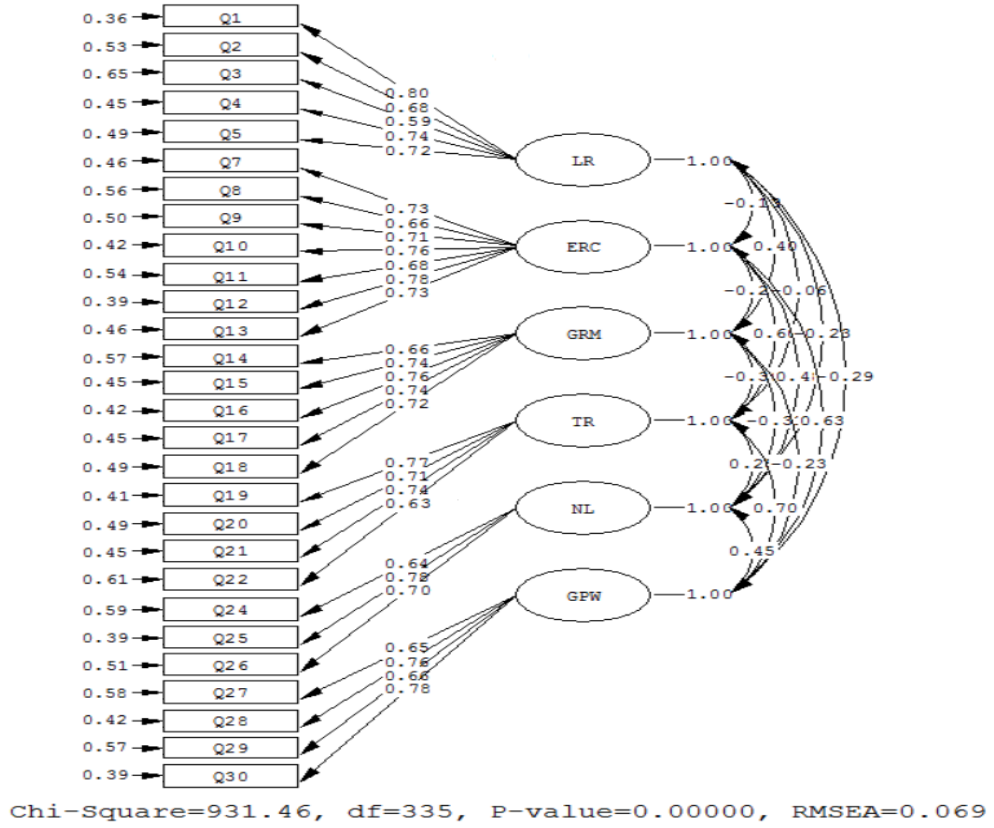 0.36 Q1
0.53 Q2
0.65 Q3
0.45 Q4
0.49 Q5
0.46 Q7
0.56 Q8
0.50 Q9
0.42 Q10
0.54 Q11
0.39 Q12
0.46 Q13
0.57 Q14
0.45 Q15
0.42 Q16
0.45 Q17
0.49 Q18
0.41 Q19
0.49 Q20
0.45 Q21
0.61 Q22
0.59 Q24
0.39 Q25
0.51 Q26
0.58 Q27
0.42 Q28
0.57 Q29
0.39 Q30
0.80
0.68
0.59
0.74
0.72
0.73
0.66
0.71
0.76
0.68
0.78
0.73
0.66
0.74
0.76
0.74
0.72
0.77
0.71
0.74
0.63
0.64
0.78
0.70
0.65
0.76
0.66
0.78
LR 1.00
ERC 1.00
GRM 1.00
TR 1.00
NL 1.00
GPW 1.00
0.40
-0.06
-0.23
-0.29
0.63
-0.23
0.70
0.45
Chi-Square=931.46, df=335, P-value=0.00000, RMSEA=0.069